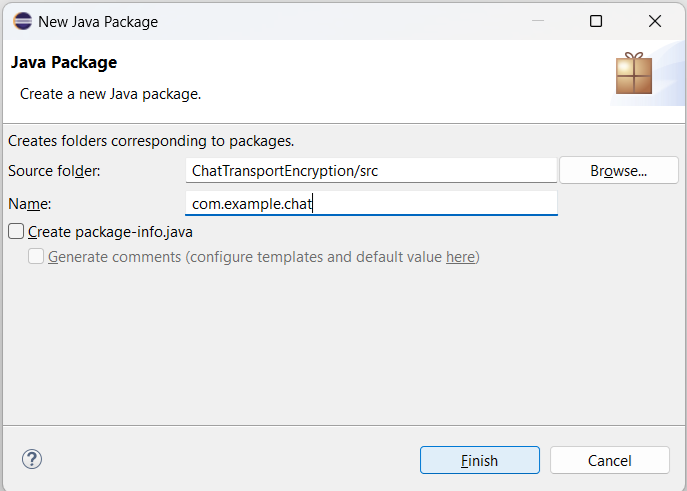 New Java Package
Java Package
Create a new Java package.
Creates folders corresponding to packages.
Source folder: ChatTransportEncryption/src Browse...
Name: com.example.chat
Create package-info.java
Generate comments (configure templates and default value here)
? Finish Cancel